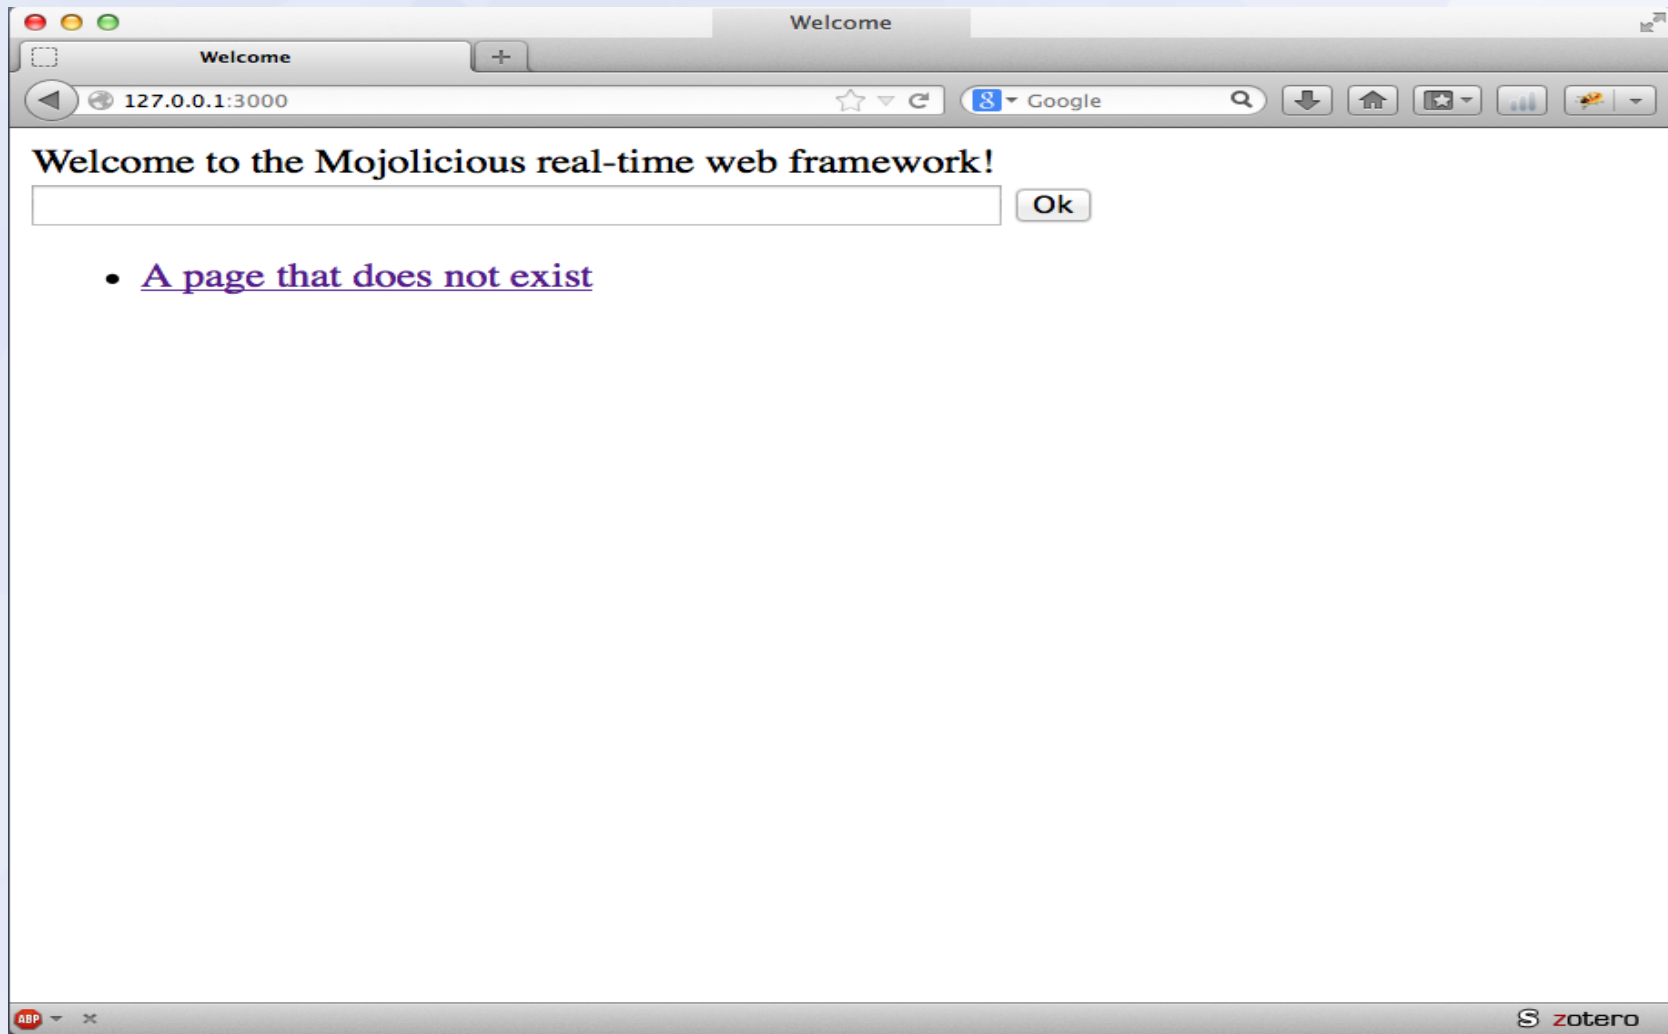 Welcome
Welcome
127.0.0.1:3000
8 Google
Welcome to the Mojolicious real-time web framework!
Ok
A page that does not exist
ABP
S zotero